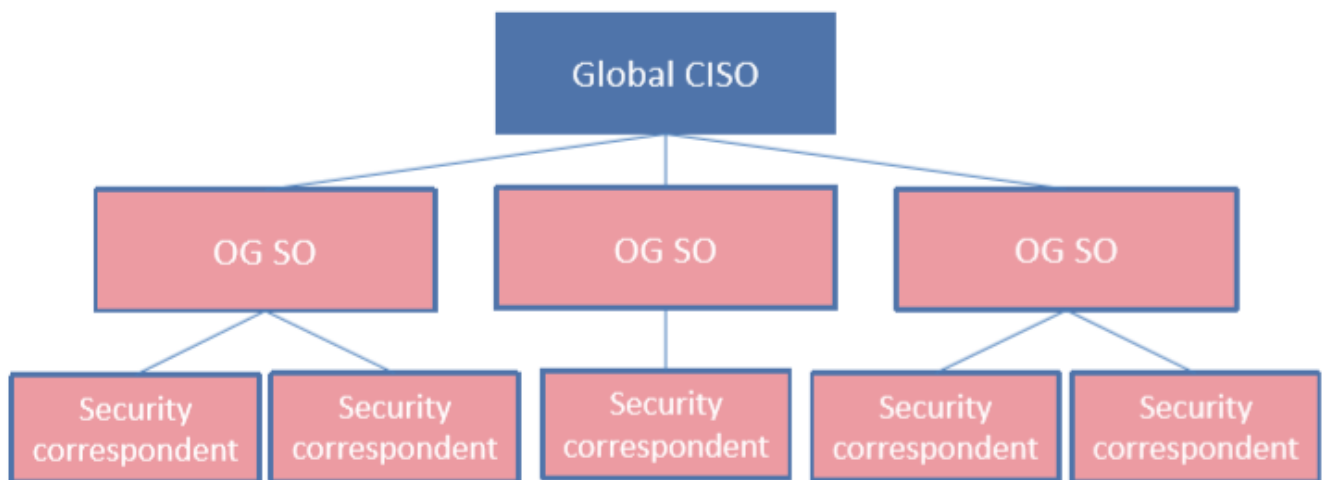 Global CISO
OG SO
OG SO
OG SO
Security
correspondent
Security
correspondent
Security
correspondent
Security
correspondent
Security
correspondent